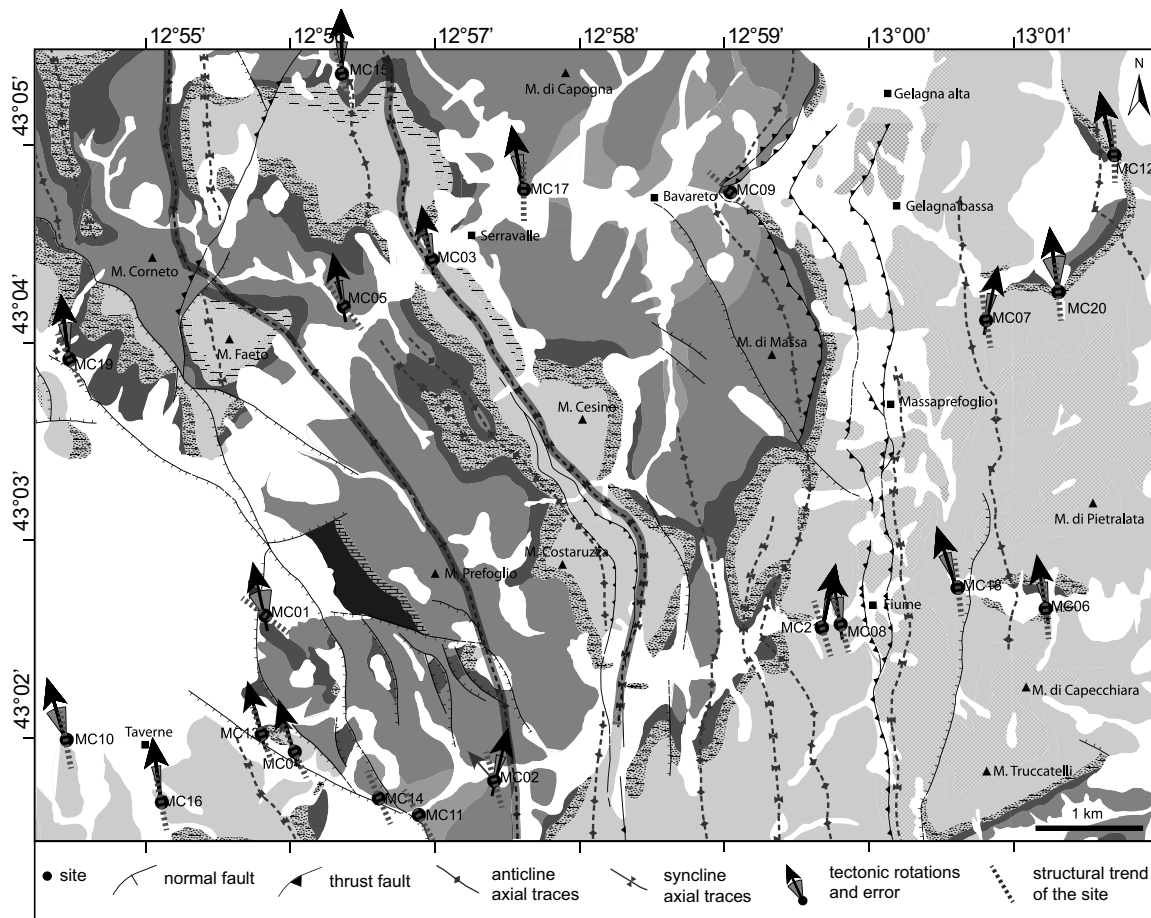 12°55' 12°56' 12°57' 12°58' 12°59' 13°00' 13°01'
43°05'
43°04'
43°03'
43°02'
N
MC15
M. di Capogna
Gelagna alta
MC12
MC17
Bavareto
MC09
Gelagna bassa
Serravalle
MC03
M. Corneto
MC05
MC20
MC07
M. Faeto
MC19
M. di Massa
Massaprefoglio
M. Cesino
M. di Pietralata
M. Costaruzza
M. Prefoglio
MC18
MC01
MC2
MC08
Fiume
MC06
M. di Capecchiara
MC10
Taverne
MC13
MC04
MC02
M. Truccatelli
MC16
MC14
MC11
1 km
site
normal fault
thrust fault
anticline
axial traces
syncline
axial traces
tectonic rotations
and error
structural trend
of the site